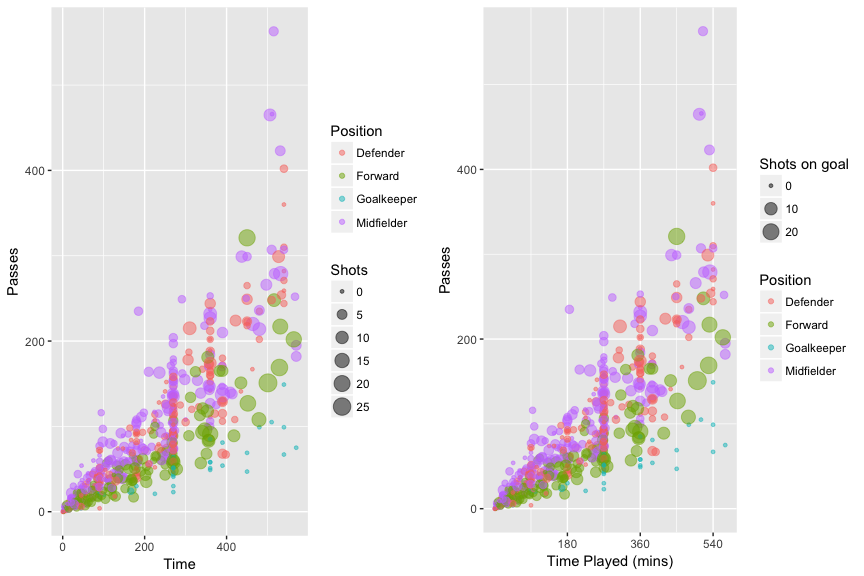 Passes
400
200
0
0
200
400
Time
Position
Defender
Forward
Goalkeeper
Midfielder
Shots
0
5
10
15
20
25
Passes
400
200
0
180
360
540
Time Played (mins)
Shots on goal
0
10
20
Position
Defender
Forward
Goalkeeper
Midfielder